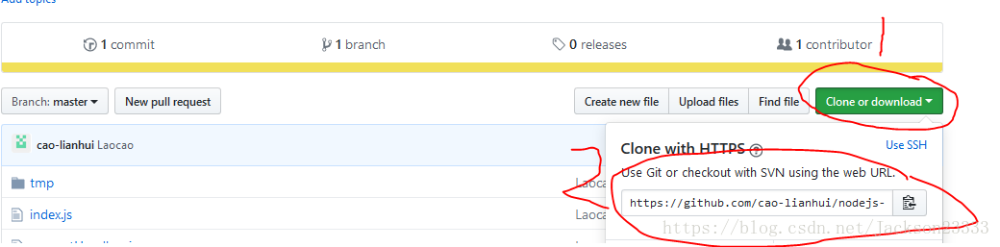 Add topics
1 commit
1 branch
0 releases
1 contributor
Branch: master
New pull request
Create new file
Upload files
Find file
Clone or download
cao-lianhui Laocao
Clone with HTTPS
Use SSH
Use Git or checkout with SVN using the web URL.
tmp
Laoca
https://github.com/cao-lianhui/nodejs-
index.js
Laoca
https://blog.csdn.net/Jackson23333